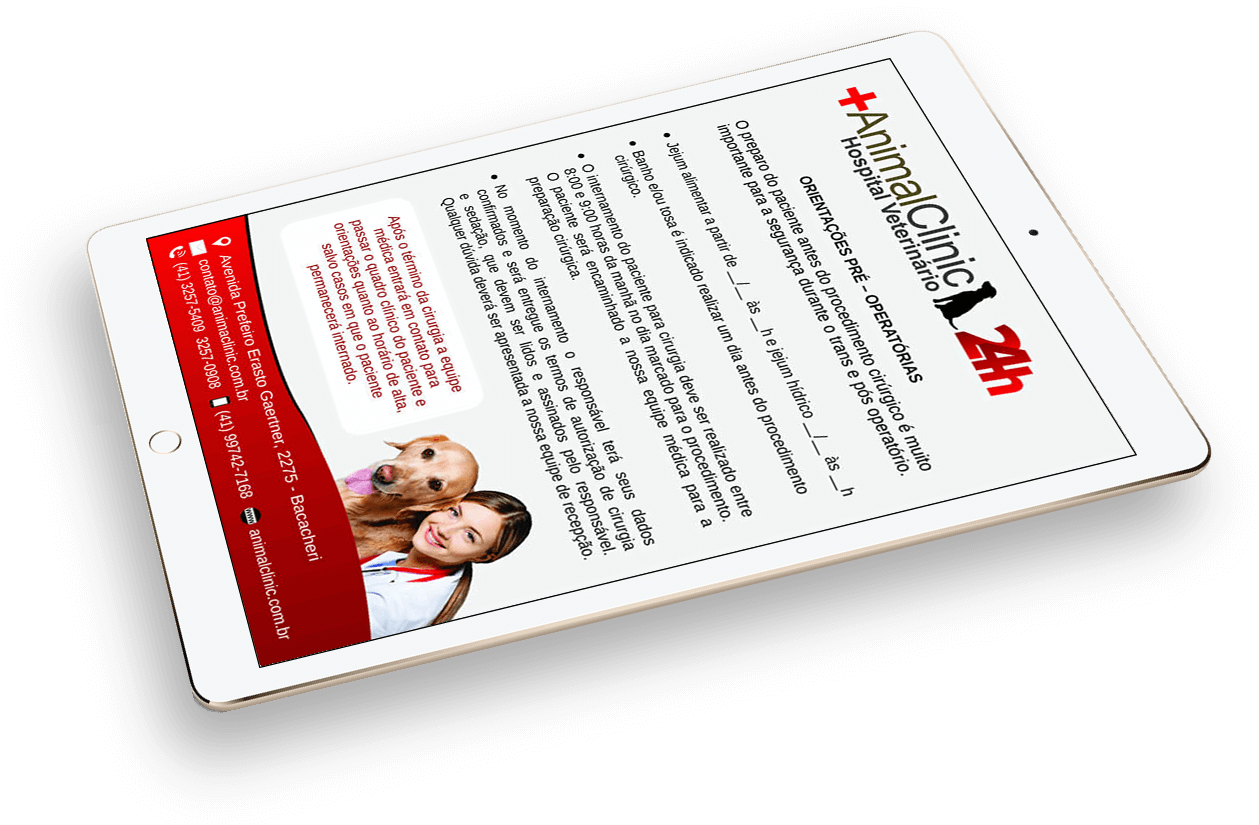 +AnimalClinic 24h
Hospital Veterinário
ORIENTAÇÕES PRÉ – OPERATÓRIAS
O preparo do paciente antes do procedimento cirúrgico é muito
importante para a segurança durante o trans e pós operatório.
• Jejum alimentar a partir de __/__ às __ h e jejum hídrico __/__ às __h
• Banho e/ou tosa é indicado realizar um dia antes do procedimento
cirúrgico.
• O internamento do paciente para cirurgia deve ser realizado entre
8:00 e 9:00 horas da manhã no dia marcado para o procedimento.
O paciente será encaminhado a nossa equipe médica para a
preparação cirúrgica.
• No momento do internamento o responsável terá seus dados
confirmados e será entregue os termos de autorização de cirurgia
e sedação, que devem ser lidos e assinados pelo responsável.
Qualquer dúvida deverá ser apresentada a nossa equipe de recepção.
Após o término da cirurgia a equipe
médica entrará em contato para
passar o quadro clínico do paciente e
orientações quanto ao horário de alta,
salvo casos em que o paciente
permanecerá internado.
Avenida Prefeiro Erasto Gaertner, 2275 - Bacacheri
contato@animaclinic.com.br
(41) 3257-5409 3257-0908 (41) 99742-7168 www animalclinic.com.br